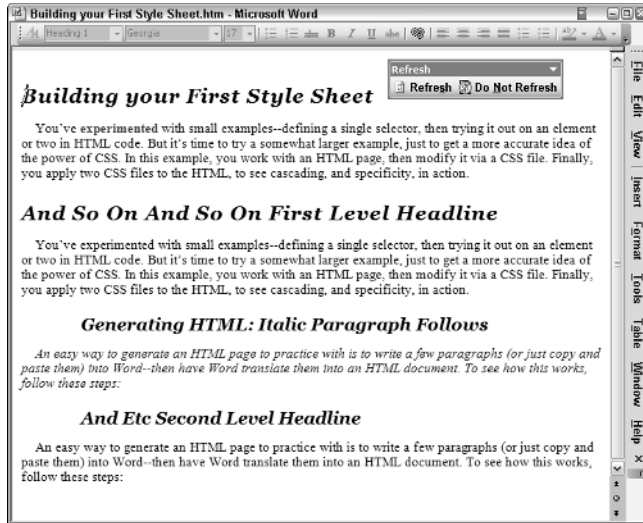 Building your First Style Sheet.htm - Microsoft Word
Heading 1 Georgia 17 B I U abc
Refresh
Refresh Do Not Refresh
Building your First Style Sheet
You've experimented with small examples--defining a single selector, then trying it out on an element
or two in HTML code. But it's time to try a somewhat larger example, just to get a more accurate idea of
the power of CSS. In this example, you work with an HTML page, then modify it via a CSS file. Finally,
you apply two CSS files to the HTML, to see cascading, and specificity, in action.
And So On And So On First Level Headline
You've experimented with small examples--defining a single selector, then trying it out on an element
or two in HTML code. But it's time to try a somewhat larger example, just to get a more accurate idea of
the power of CSS. In this example, you work with an HTML page, then modify it via a CSS file. Finally,
you apply two CSS files to the HTML, to see cascading, and specificity, in action.
Generating HTML: Italic Paragraph Follows
An easy way to generate an HTML page to practice with is to write a few paragraphs (or just copy and
paste them) into Word--then have Word translate them into an HTML document. To see how this works,
follow these steps:
And Etc Second Level Headline
An easy way to generate an HTML page to practice with is to write a few paragraphs (or just copy and
paste them) into Word--then have Word translate them into an HTML document. To see how this works,
follow these steps:
File Edit View Insert Format Tools Table Window Help